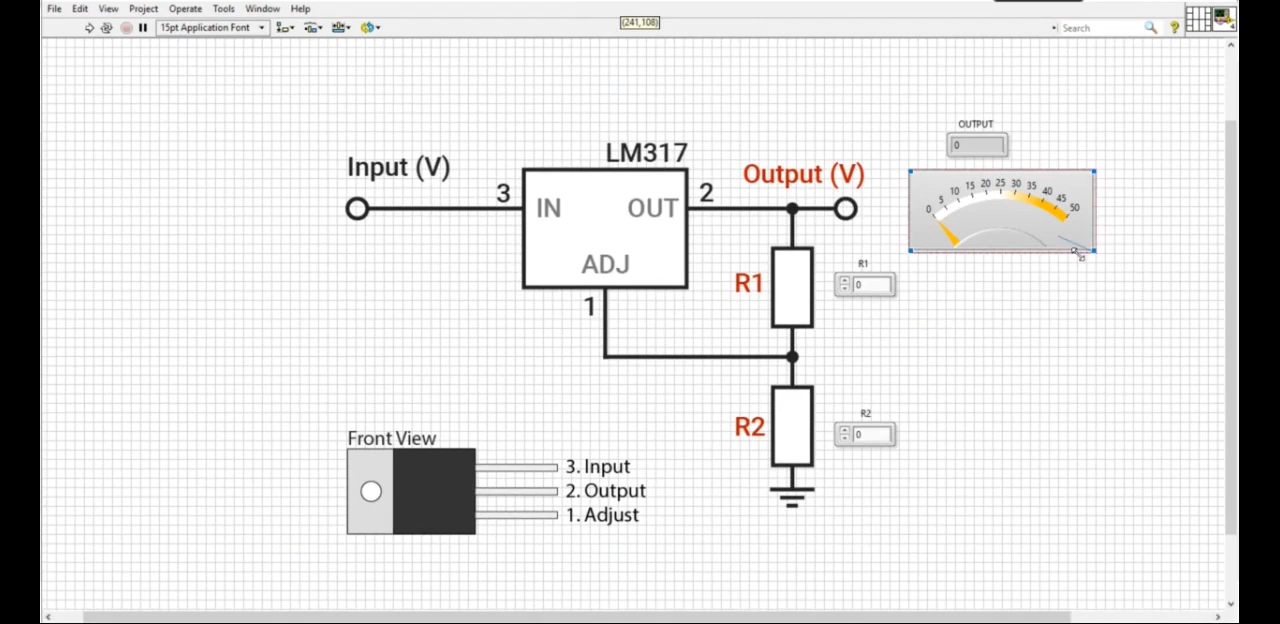 File Edit View Project Operate Tools Window Help
15pt Application Font
(241,108)
Search
?
4
OUTPUT
0
LM317
Input (V)
Output (V)
3
2
IN
OUT
0 5 10 15 20 25 30 35 40 45 50
ADJ
R1
R1
0
1
R2
R2
0
Front View
3. Input
2. Output
1. Adjust